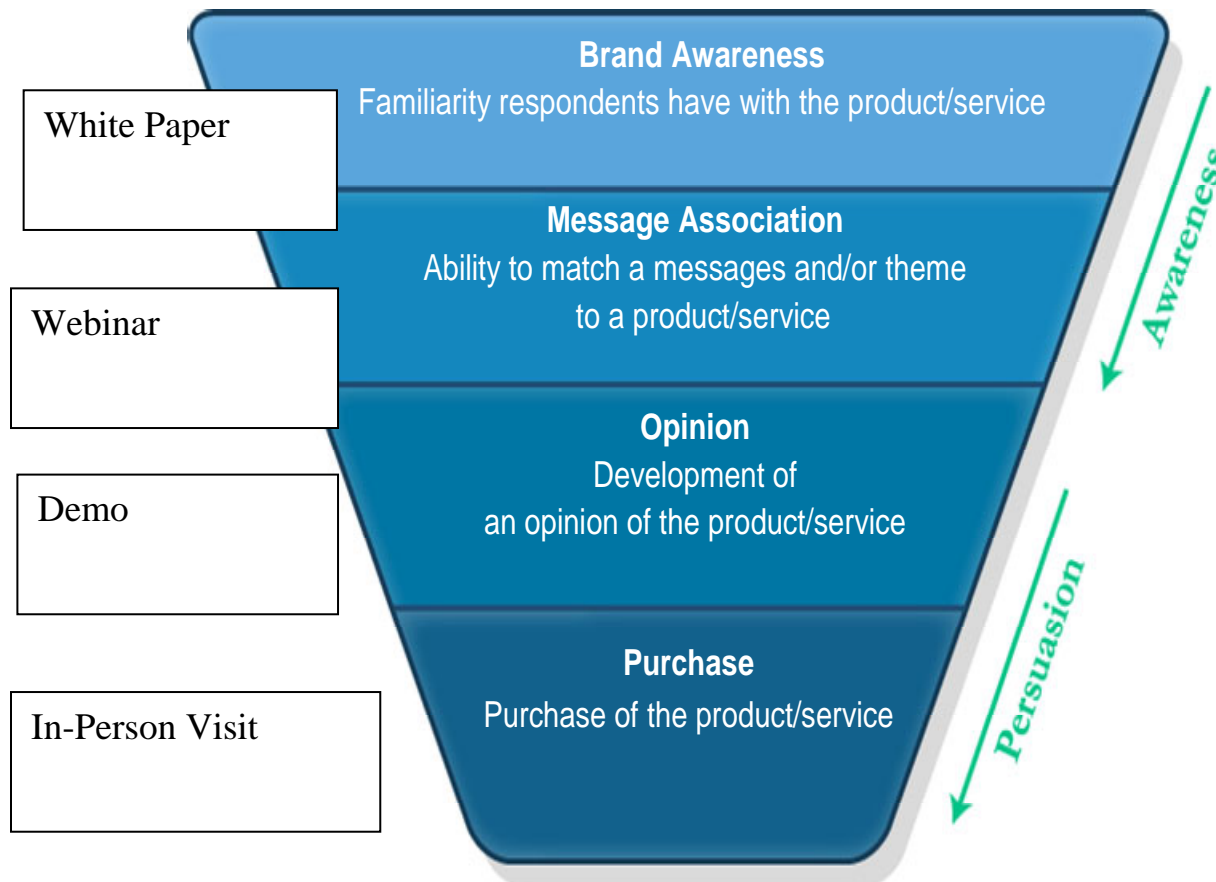 Brand Awareness
Familiarity respondents have with the product/service
White Paper
Message Association
Ability to match a messages and/or theme
to a product/service
Webinar
Opinion
Development of
an opinion of the product/service
Demo
Purchase
Purchase of the product/service
In-Person Visit
Awareness
Persuasion